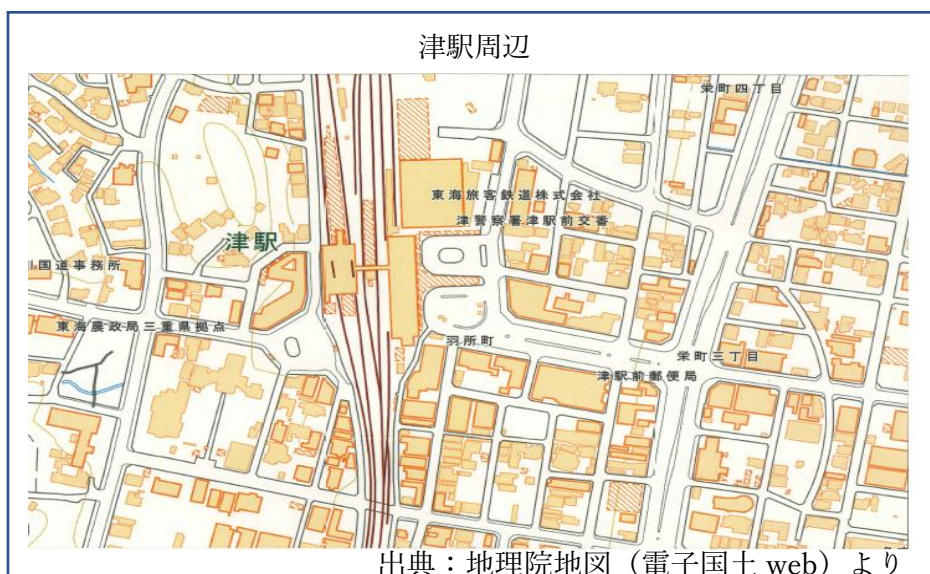 津駅周辺
栄町四丁目
東海旅客鉄道株式会社
津警察署津駅前交番
津駅
国道事務所
東海農政局三重県拠点
羽所町
栄町三丁目
津駅前郵便局
出典：地理院地図（電子国土 web）より